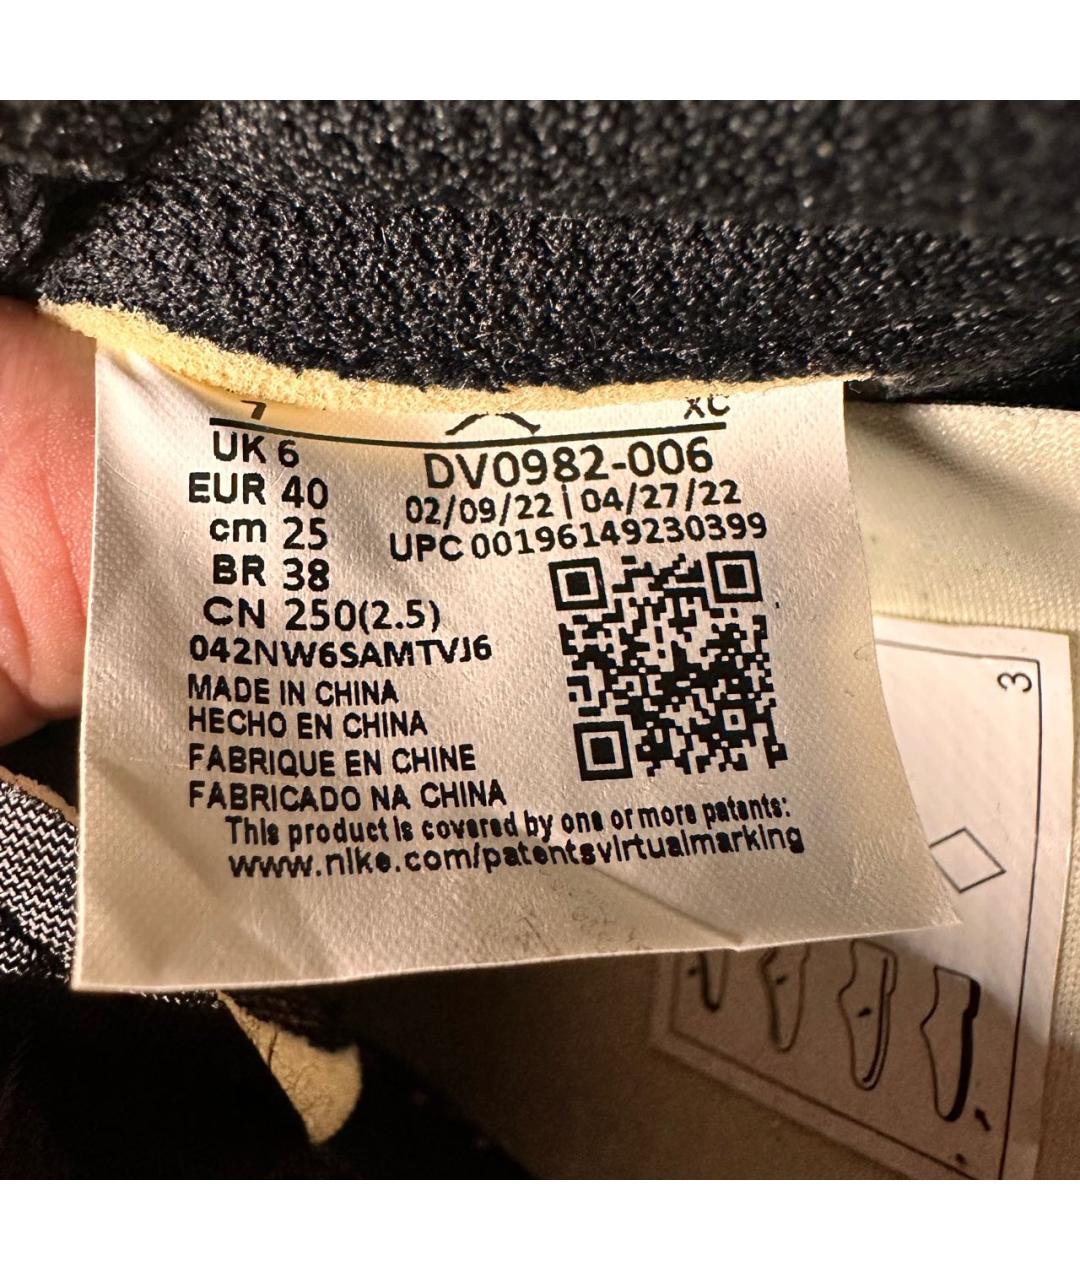 7 XC
UK 6
DV0982-006
EUR 40
02/09/22 | 04/27/22
cm 25
UPC 00196149230399
BR 38
CN 250(2.5)
042NW6SAMTVJ6
MADE IN CHINA
HECHO EN CHINA
FABRIQUE EN CHINE
FABRICADO NA CHINA
This product is covered by one or more patents:
www.nike.com/patentsvirtualmarking
3